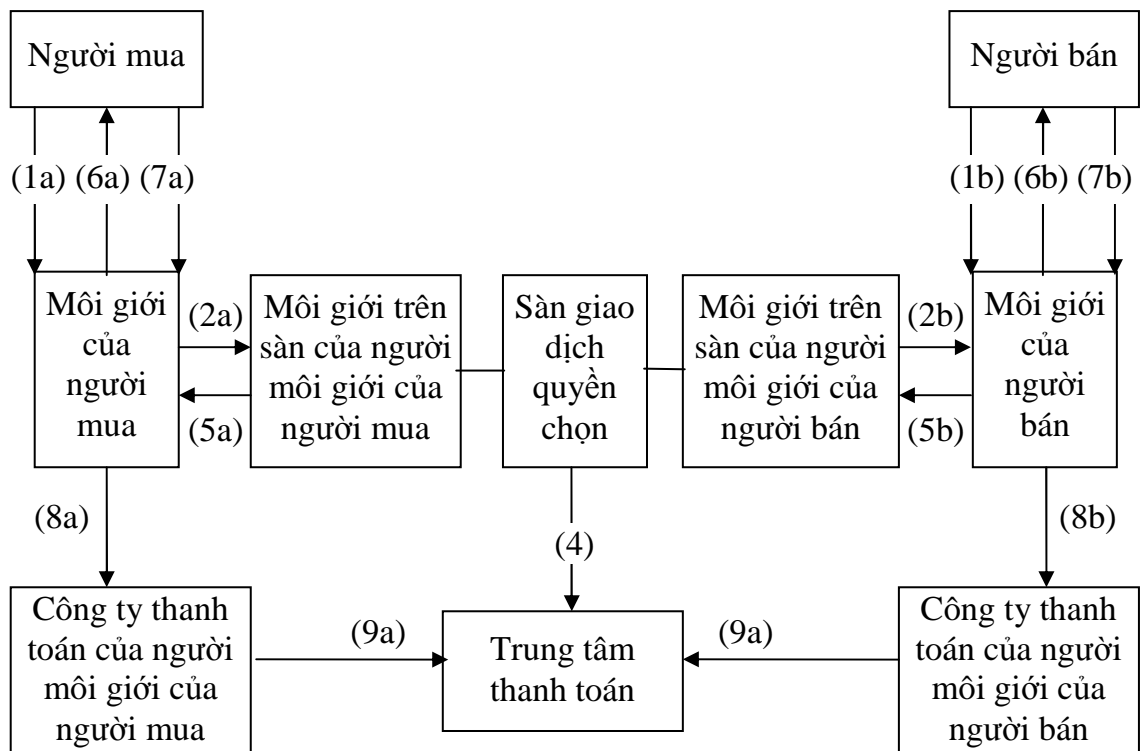 Người mua
Người bán
(1a) (6a) (7a)
(1b) (6b) (7b)
Môi giới
của
người
mua
(2a)
(5a)
Môi giới trên
sàn của người
môi giới của
người mua
Sàn giao
dịch
quyền
chọn
Môi giới trên
sàn của người
môi giới của
người bán
(2b)
(5b)
Môi giới
của
người
bán
(8a)
(4)
(8b)
Công ty thanh
toán của người
môi giới của
người mua
(9a)
Trung tâm
thanh toán
(9a)
Công ty thanh
toán của người
môi giới của
người bán